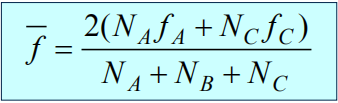 f̅ = 2(N_A f_A + N_C f_C) / (N_A + N_B + N_C)